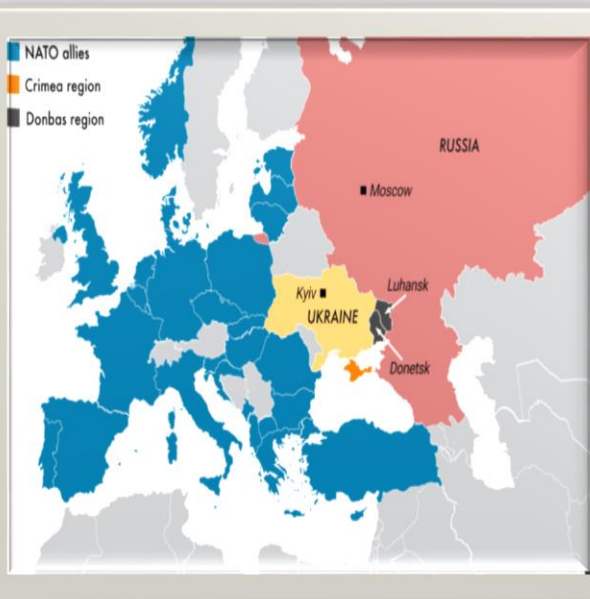 NATO allies
Crimea region
Donbas region
RUSSIA
Moscow
Luhansk
Kyiv
UKRAINE
Donetsk